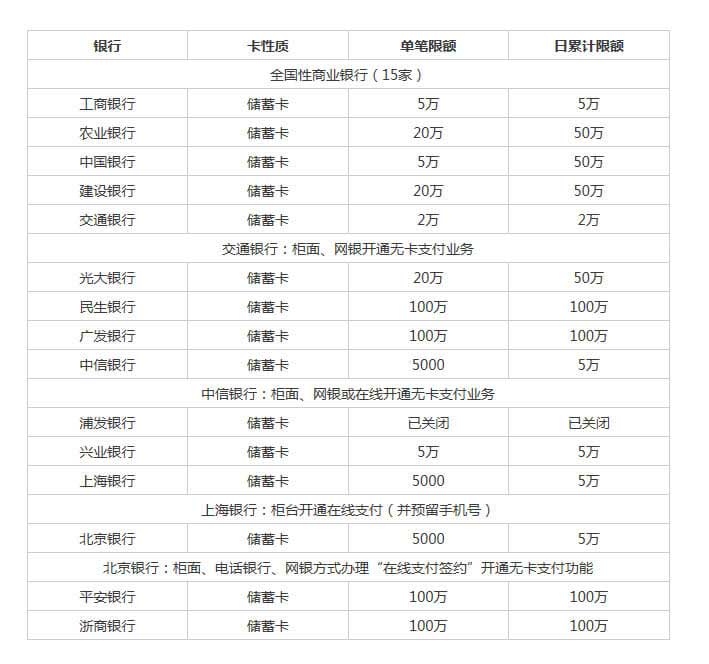 银行 卡性质 单笔限额 日累计限额
全国性商业银行（15家）
工商银行 储蓄卡 5万 5万
农业银行 储蓄卡 20万 50万
中国银行 储蓄卡 5万 50万
建设银行 储蓄卡 20万 50万
交通银行 储蓄卡 2万 2万
交通银行：柜面、网银开通无卡支付业务
光大银行 储蓄卡 20万 50万
民生银行 储蓄卡 100万 100万
广发银行 储蓄卡 100万 100万
中信银行 储蓄卡 5000 5万
中信银行：柜面、网银或在线开通无卡支付业务
浦发银行 储蓄卡 已关闭 已关闭
兴业银行 储蓄卡 5万 5万
上海银行 储蓄卡 5000 5万
上海银行：柜台开通在线支付（并预留手机号）
北京银行 储蓄卡 5000 5万
北京银行：柜面、电话银行、网银方式办理“在线支付签约”开通无卡支付功能
平安银行 储蓄卡 100万 100万
浙商银行 储蓄卡 100万 100万